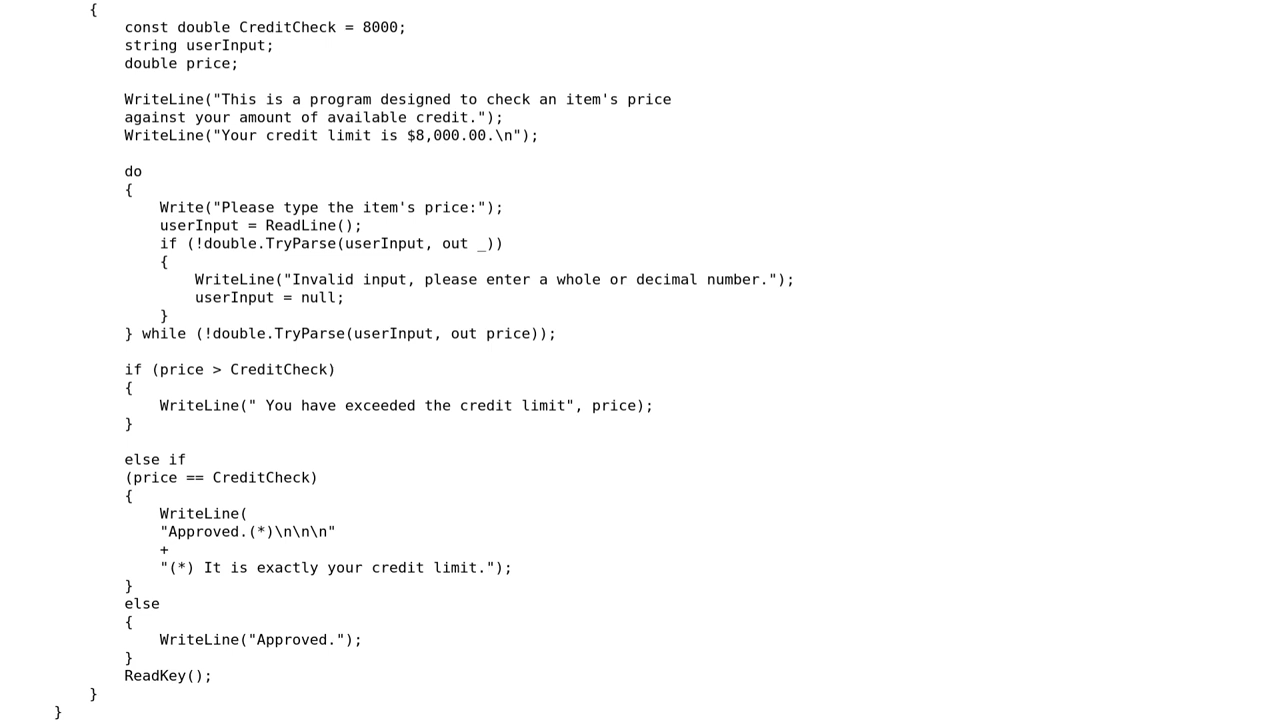 {
const double CreditCheck = 8000;
string userInput;
double price;
WriteLine("This is a program designed to check an item's price
against your amount of available credit.");
WriteLine("Your credit limit is $8,000.00.\n");
do
{
Write("Please type the item's price:");
userInput = ReadLine();
if (!double.TryParse(userInput, out _))
{
WriteLine("Invalid input, please enter a whole or decimal number.");
userInput = null;
}
} while (!double.TryParse(userInput, out price));
if (price > CreditCheck)
{
WriteLine(" You have exceeded the credit limit", price);
}
else if
(price == CreditCheck)
{
WriteLine(
"Approved.(*)\n\n\n"
+
"(*) It is exactly your credit limit.");
}
else
{
WriteLine("Approved.");
}
ReadKey();
}
}